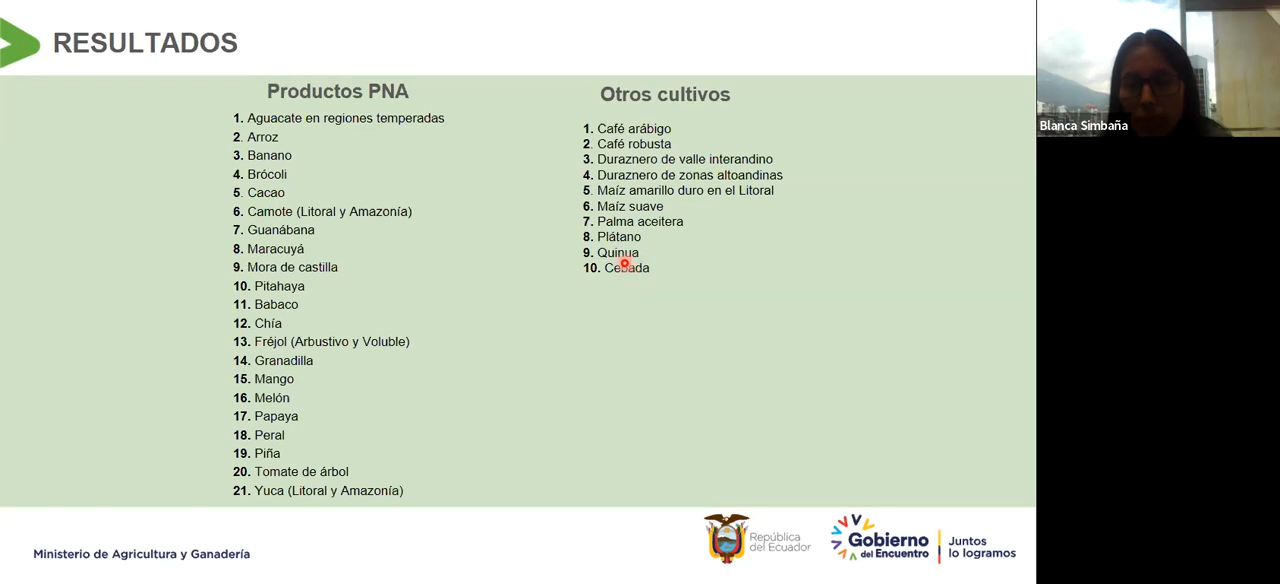 RESULTADOS
Productos PNA
1. Aguacate en regiones temperadas
2. Arroz
3. Banano
4. Brócoli
5. Cacao
6. Camote (Litoral y Amazonía)
7. Guanábana
8. Maracuyá
9. Mora de castilla
10. Pitahaya
11. Babaco
12. Chía
13. Fréjol (Arbustivo y Voluble)
14. Granadilla
15. Mango
16. Melón
17. Papaya
18. Peral
19. Piña
20. Tomate de árbol
21. Yuca (Litoral y Amazonía)
Otros cultivos
1. Café arábigo
2. Café robusta
3. Duraznero de valle interandino
4. Duraznero de zonas altoandinas
5. Maíz amarillo duro en el Litoral
6. Maíz suave
7. Palma aceitera
8. Plátano
9. Quinua
10. Cebada
Blanca Simbaña
Ministerio de Agricultura y Ganadería
República
del Ecuador
Gobierno
del Encuentro
Juntos
lo logramos